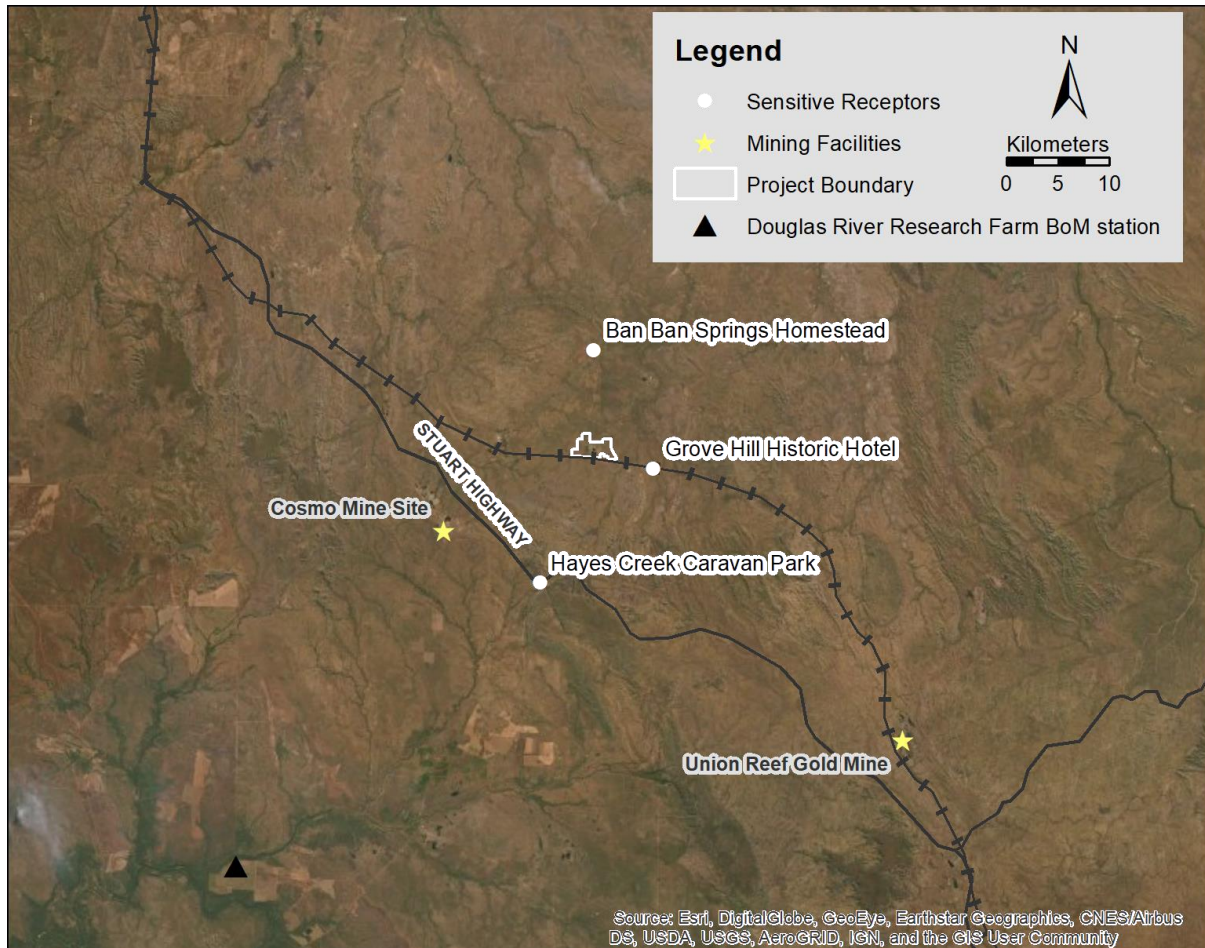 Legend
N
Sensitive Receptors
Mining Facilities
Kilometers
Project Boundary
0 5 10
Douglas River Research Farm BoM station
Ban Ban Springs Homestead
STUART HIGHWAY
Grove Hill Historic Hotel
Cosmo Mine Site
Hayes Creek Caravan Park
Union Reef Gold Mine
Source: Esri, DigitalGlobe, GeoEye, Earthstar Geographics, CNES/Airbus
DS, USDA, USGS, AeroGRID, IGN, and the GIS User Community